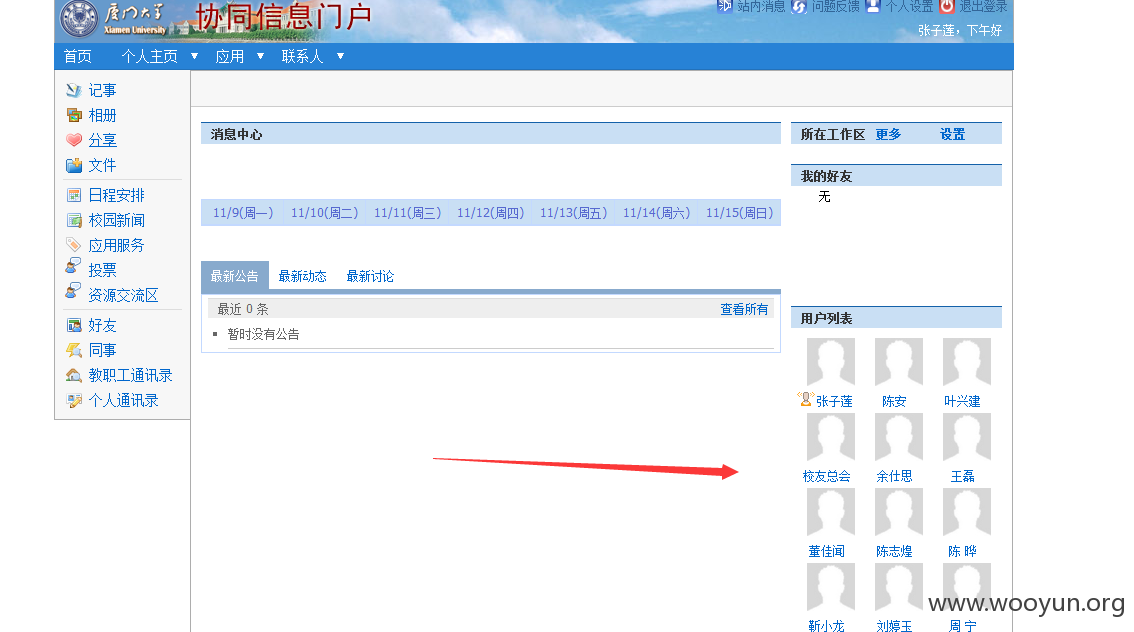 厦门大学
Xiamen University
协同信息门户
站内消息 问题反馈 个人设置 退出登录
张子莲，下午好
首页 个人主页 ▼ 应用 ▼ 联系人 ▼
记事
相册
分享
文件
日程安排
校园新闻
应用服务
投票
资源交流区
好友
同事
教职工通讯录
个人通讯录
消息中心
11/9(周一) 11/10(周二) 11/11(周三) 11/12(周四) 11/13(周五) 11/14(周六) 11/15(周日)
最新公告 最新动态 最新讨论
最近 0 条 查看所有
暂时没有公告
所在工作区 更多 设置
我的好友
无
用户列表
张子莲 陈安 叶兴建
校友总会 余仕思 王磊
董佳闻 陈志煌 陈 晔
靳小龙 刘婷玉 周 宁
www.wooyun.org